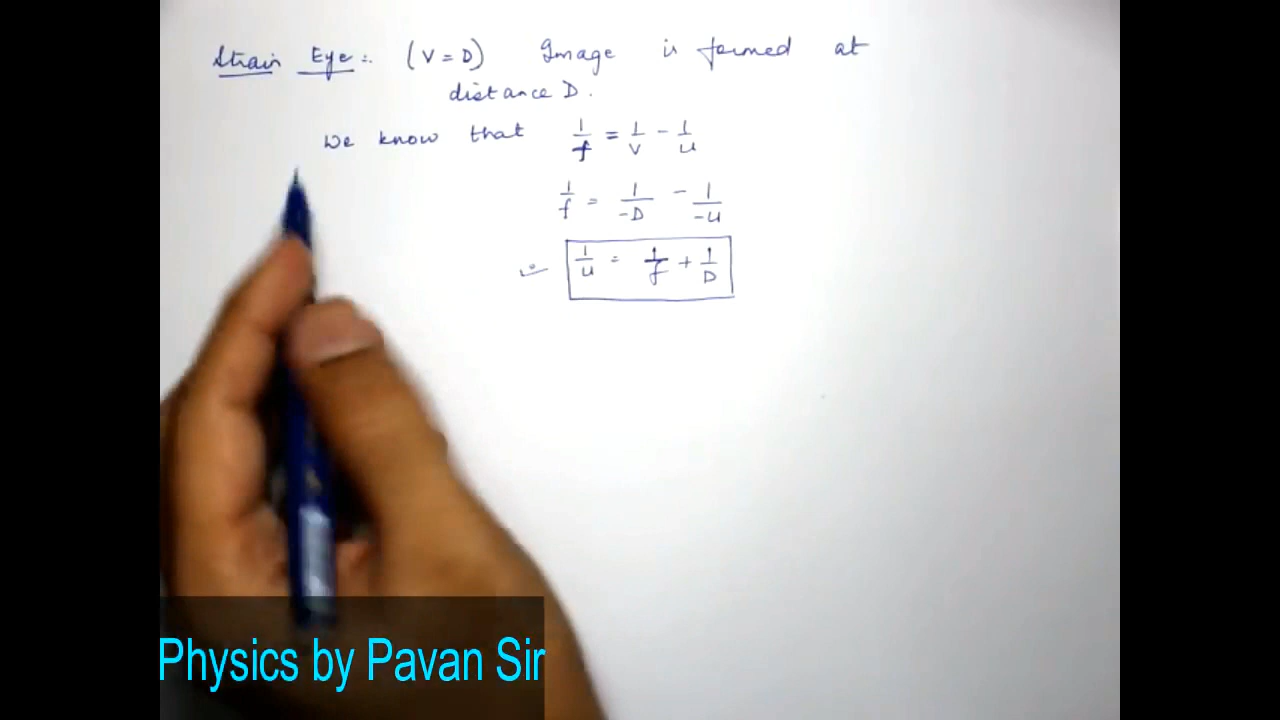 Strain Eye :- (V = D) Image is formed at
distance D.
We know that 1/f = 1/v - 1/u
1/f = 1/-D - 1/-u
∴ 1/u = 1/f + 1/D
Physics by Pavan Sir